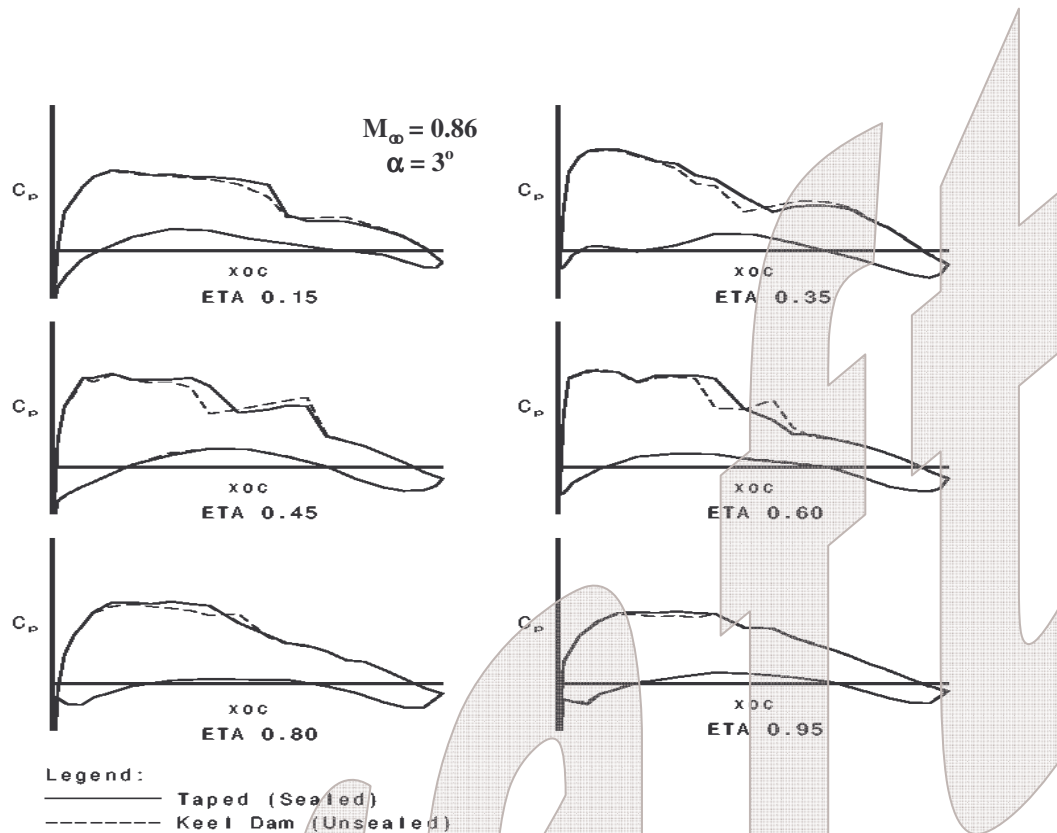 M∞ = 0.86
α = 3°
Cp
xoc
ETA 0.15
Cp
xoc
ETA 0.35
Cp
xoc
ETA 0.45
Cp
xoc
ETA 0.60
Cp
xoc
ETA 0.80
Cp
xoc
ETA 0.95
Legend:
Taped (Sealed)
Keel Dam (Unsealed)